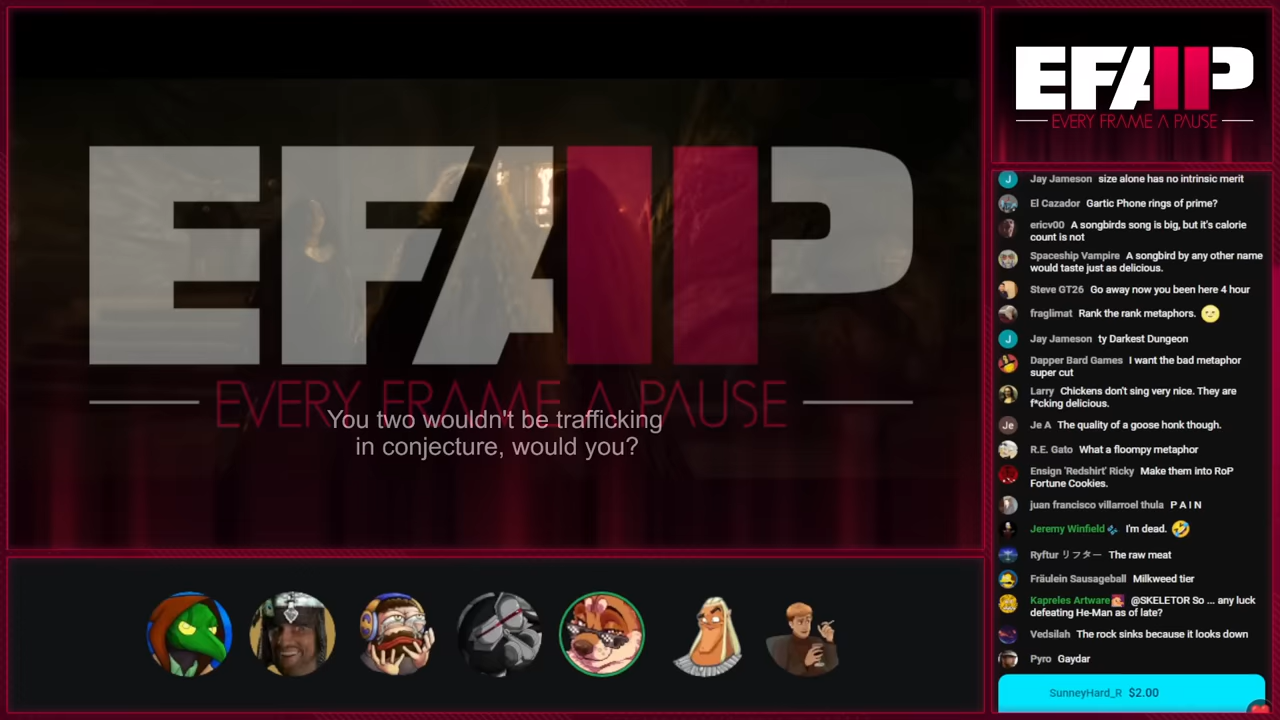 EFAP
EVERY FRAME A PAUSE
You two wouldn't be trafficking
in conjecture, would you?
EFAP
EVERY FRAME A PAUSE
J Jay Jameson size alone has no intrinsic merit
El Cazador Gartic Phone rings of prime?
ericv00 A songbirds song is big, but it's calorie
count is not
Spaceship Vampire A songbird by any other name
would taste just as delicious.
Steve GT26 Go away now you been here 4 hour
fraglimat Rank the rank metaphors.
J Jay Jameson ty Darkest Dungeon
Dapper Bard Games I want the bad metaphor
super cut
Larry Chickens don't sing very nice. They are
f*cking delicious.
Je Je A The quality of a goose honk though.
R.E. Gato What a floompy metaphor
Ensign 'Redshirt' Ricky Make them into RoP
Fortune Cookies.
juan francisco villarroel thula P A I N
Jeremy Winfield I'm dead. 🤣
Ryftur リフター The raw meat
Fräulein Sausageball Milkweed tier
Kapreles Artware @SKELETOR So ... any luck
defeating He-Man as of late?
Vedsilah The rock sinks because it looks down
Pyro Gaydar
SunneyHard_R $2.00